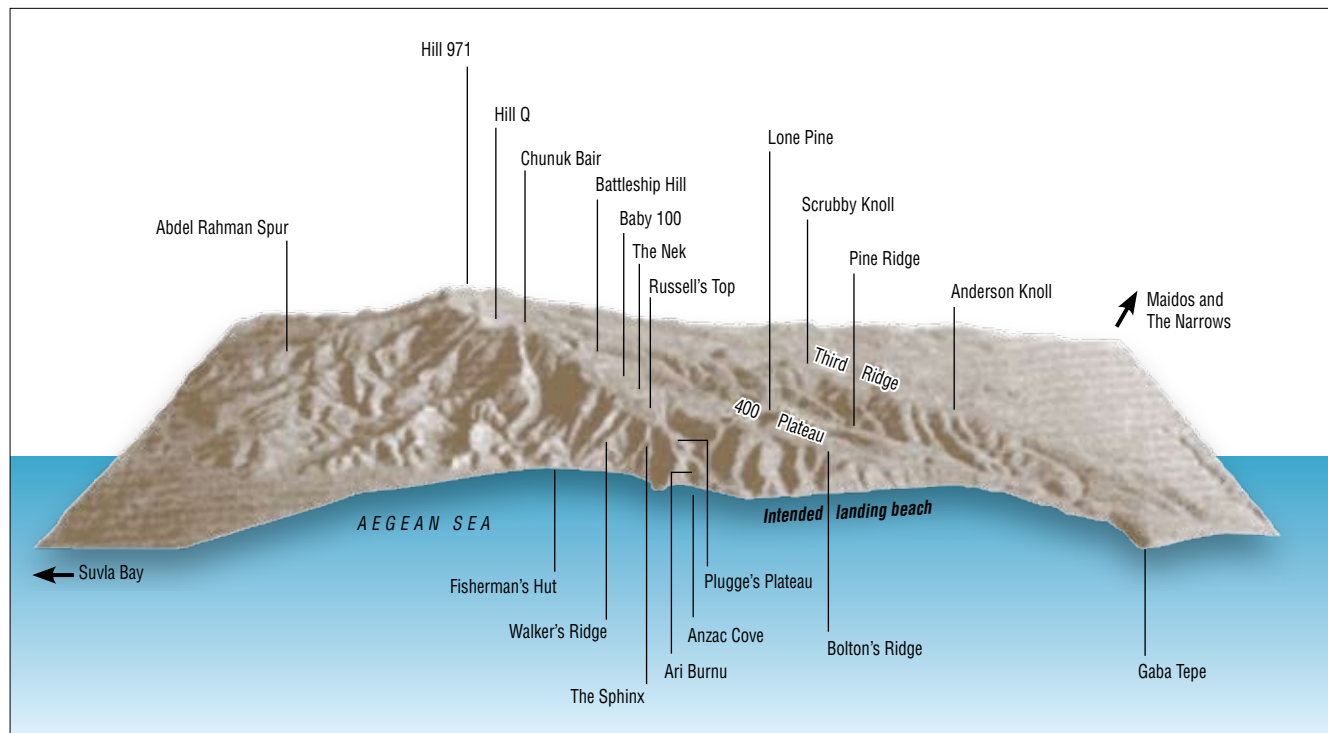 Hill 971
Hill Q
Chunuk Bair
Battleship Hill
Baby 100
The Nek
Russell's Top
Lone Pine
Scrubby Knoll
Pine Ridge
Anderson Knoll
Abdel Rahman Spur
Maidos and
The Narrows
Third Ridge
400 Plateau
AEGEAN SEA
Intended landing beach
Suvla Bay
Fisherman's Hut
Walker's Ridge
The Sphinx
Ari Burnu
Anzac Cove
Plugge's Plateau
Bolton's Ridge
Gaba Tepe